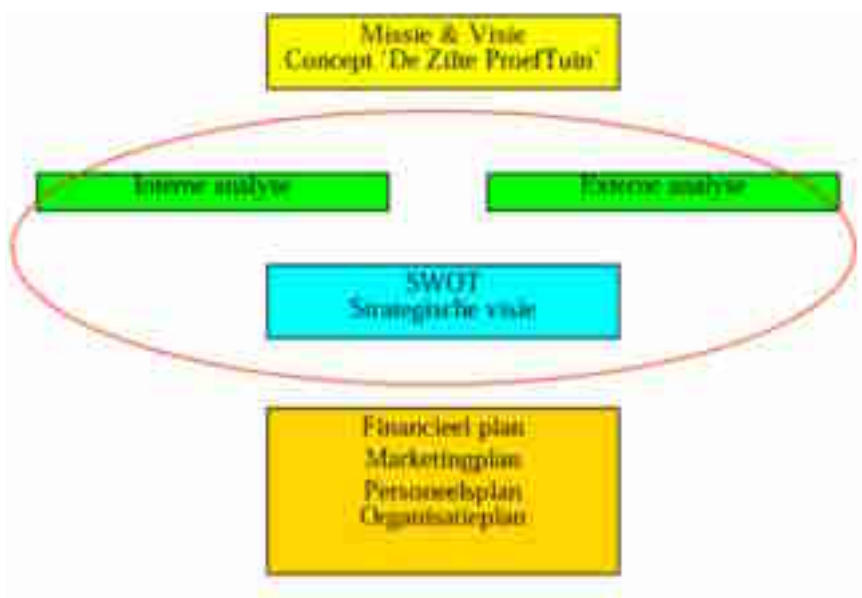 Missie & Visie
Concept ‘De Zilte ProefTuin’
Interne analyse
Externe analyse
SWOT
Strategische visie
Financieel plan
Marketingplan
Personeelsplan
Organisatieplan